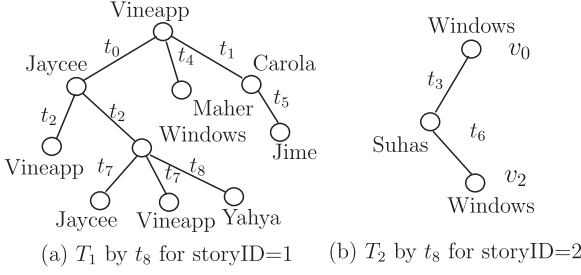 Vineapp
Windows
v₀
t₀
t₄
t₁
Jaycee
Carola
t₃
t₂
t₂
Maher
t₅
Windows
Suhas
t₆
Vineapp
Jime
t₇
t₇
t₈
v₂
Jaycee
Vineapp
Yahya
Windows
(a) T₁ by t₈ for storyID=1
(b) T₂ by t₈ for storyID=2